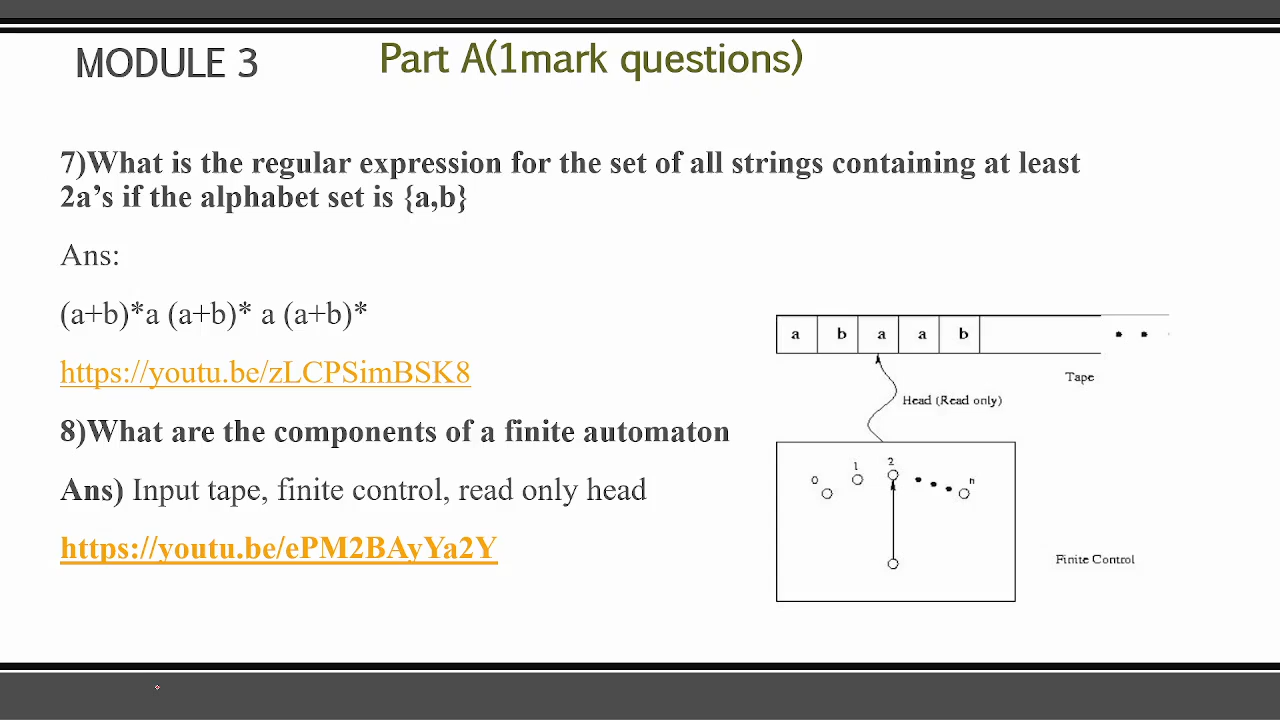 MODULE 3
Part A(1mark questions)
7)What is the regular expression for the set of all strings containing at least
2a’s if the alphabet set is {a,b}
Ans:
(a+b)*a (a+b)* a (a+b)*
https://youtu.be/zLCPSimBSK8
8)What are the components of a finite automaton
Ans) Input tape, finite control, read only head
https://youtu.be/ePM2BAyYa2Y
a b a a b
Tape
Head (Read only)
0 1 2 n
Finite Control